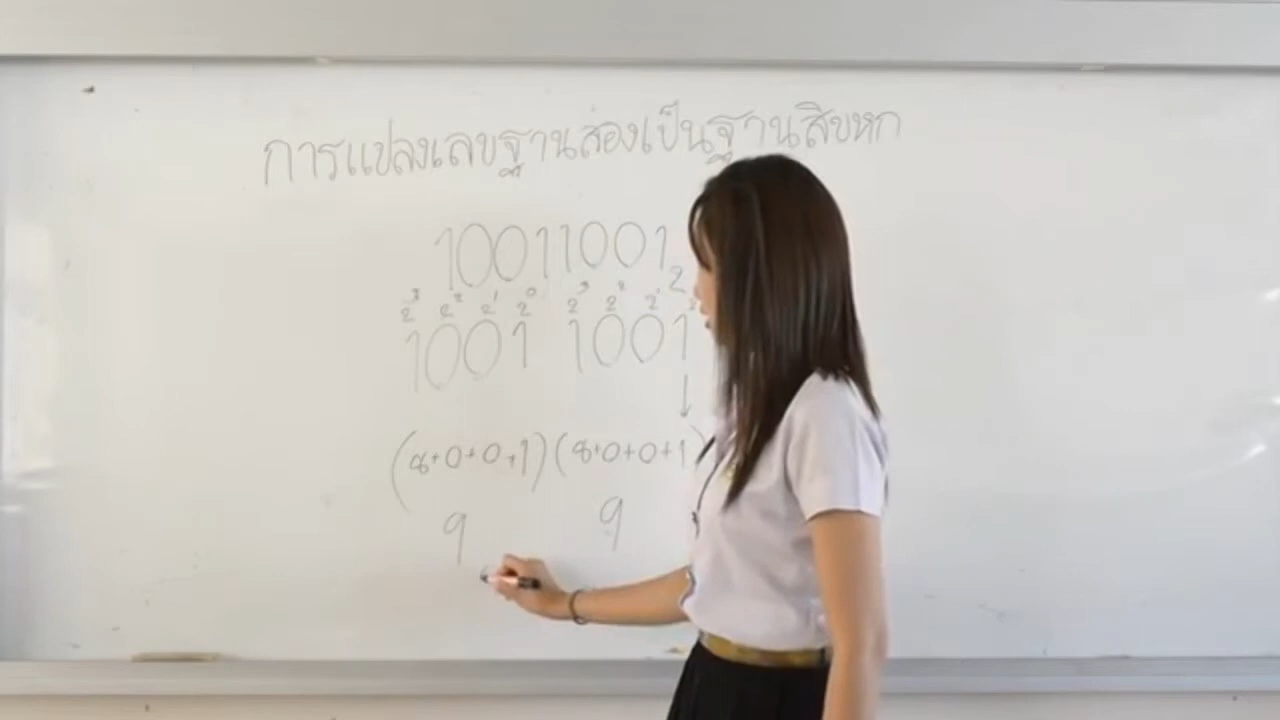 การแปลงเลขฐานสองเป็นฐานสิบหก
10011001₂
2³ 2² 2¹ 2⁰ 2³ 2² 2¹ 2
1001 1001
(8+0+0+1)(8+0+0+1)
9 9